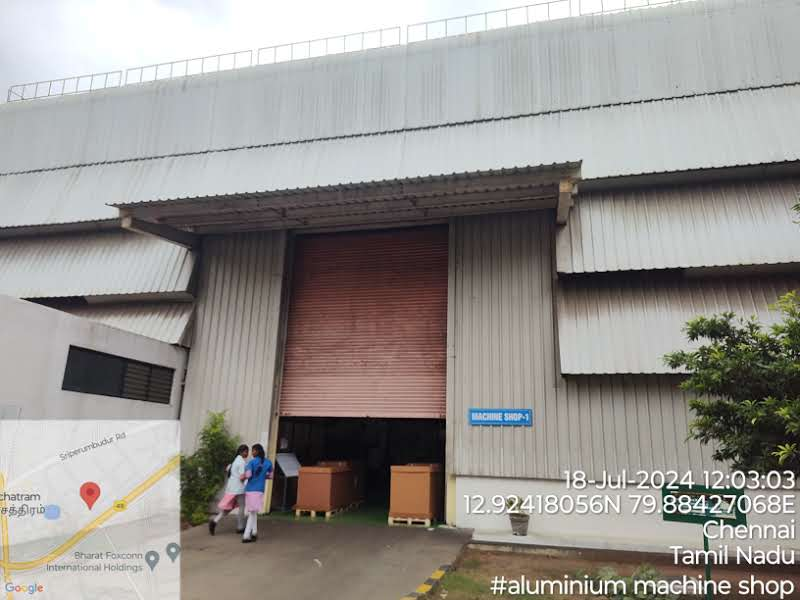 MACHINE SHOP-1
Sriperumbudur Rd
chatram
சத்திரம்
48
Bharat Foxconn
International Holdings
Google
18-Jul-2024 12:03:03
12.92418056N 79.88427068E
Chennai
Tamil Nadu
#aluminium machine shop